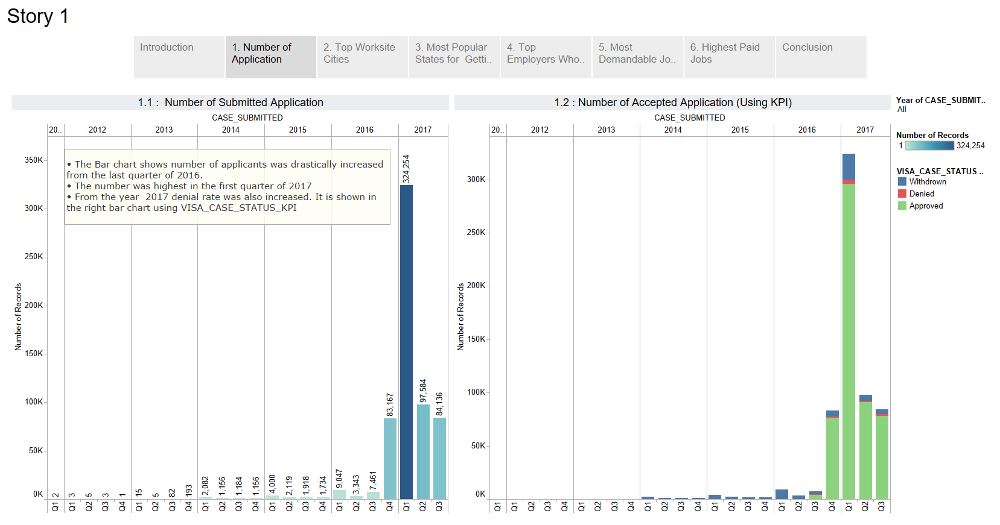 Story 1
Introduction
1. Number of
Application
2. Top Worksite
Cities
3. Most Popular
States for  Getti..
4. Top
Employers Who..
5. Most
Demandable Jo..
6. Highest Paid
Jobs
Conclusion
1.1 :  Number of Submitted Application
CASE_SUBMITTED
20..
2012
2013
2014
2015
2016
2017
• The Bar chart shows number of applicants was drastically increased
from the last quarter of 2016.
• The number was highest in the first quarter of 2017
• From the year  2017 denial rate was also increased. It is shown in
the right bar chart using VISA_CASE_STATUS_KPI
Number of Records
350K
300K
250K
200K
150K
100K
50K
0K
2
3
5
3
1
15
5
82
193
2,082
1,156
1,184
1,156
4,000
2,119
1,918
1,734
9,047
3,343
7,461
83,167
324,254
97,584
84,136
Q1
Q1
Q2
Q3
Q4
Q1
Q2
Q3
Q4
Q1
Q2
Q3
Q4
Q1
Q2
Q3
Q4
Q1
Q2
Q3
Q4
Q1
Q2
Q3
1.2 : Number of Accepted Application (Using KPI)
CASE_SUBMITTED
20..
2012
2013
2014
2015
2016
2017
Number of Records
300K
250K
200K
150K
100K
50K
0K
Q1
Q1
Q2
Q3
Q4
Q1
Q2
Q3
Q4
Q1
Q2
Q3
Q4
Q1
Q2
Q3
Q4
Q1
Q2
Q3
Q4
Q1
Q2
Q3
Year of CASE_SUBMIT..
All
Number of Records
1
324,254
VISA_CASE_STATUS ..
Withdrown
Denied
Approved